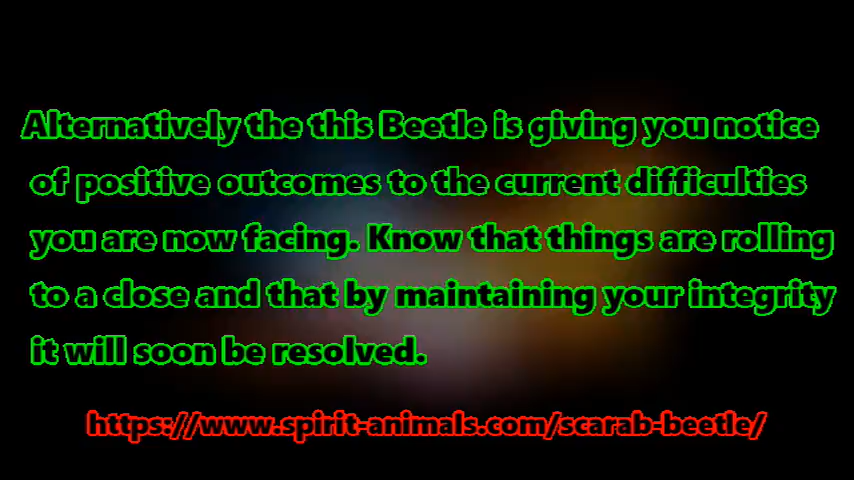 Alternatively the this Beetle is giving you notice
of positive outcomes to the current difficulties
you are now facing. Know that things are rolling
to a close and that by maintaining your integrity
it will soon be resolved.
https://www.spirit-animals.com/scarab-beetle/